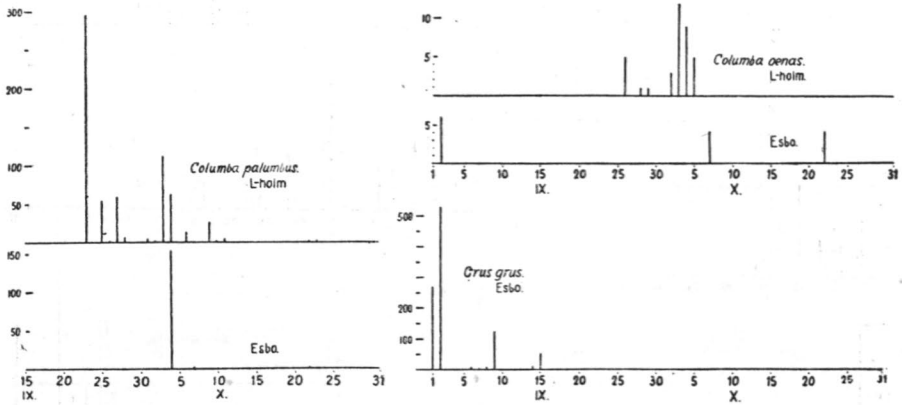 300
200
100
50
Columba palumbus.
L-holm
150
100
50
Esbo.
15 20 25 30 5 10 15 20 25 31
IX. X.
10
5
Columba oenas.
L-holm.
5
Esbo.
1 5 10 15 20 25 30 5 10 15 20 25 31
IX. X.
500
200
100
Grus grus.
Esbo.
1 5 10 15 20 25 30 5 10 15 20 25 31
IX. X.